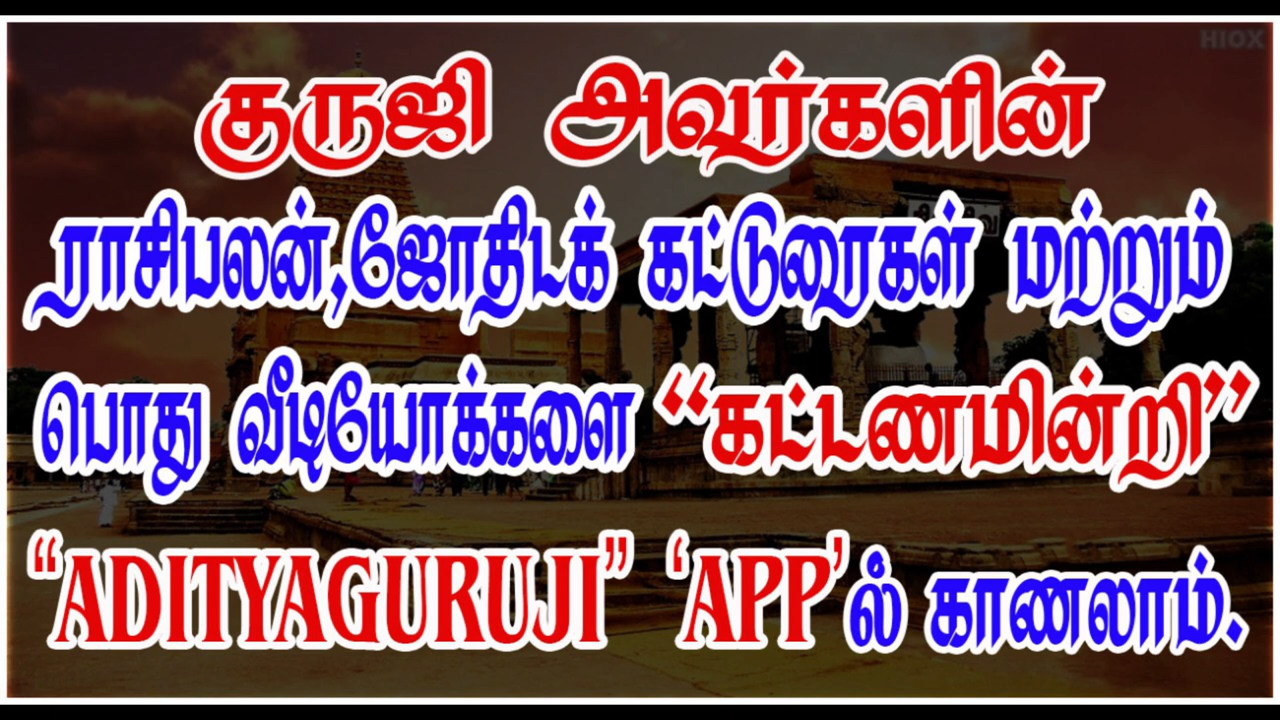 HIOX
குருஜி அவர்களின்
ராசிபலன்,ஜோதிடக் கட்டுரைகள் மற்றும்
பொது வீடியோக்களை “கட்டணமின்றி”
“ADITYAGURUJI” ‘APP’ல் காணலாம்.